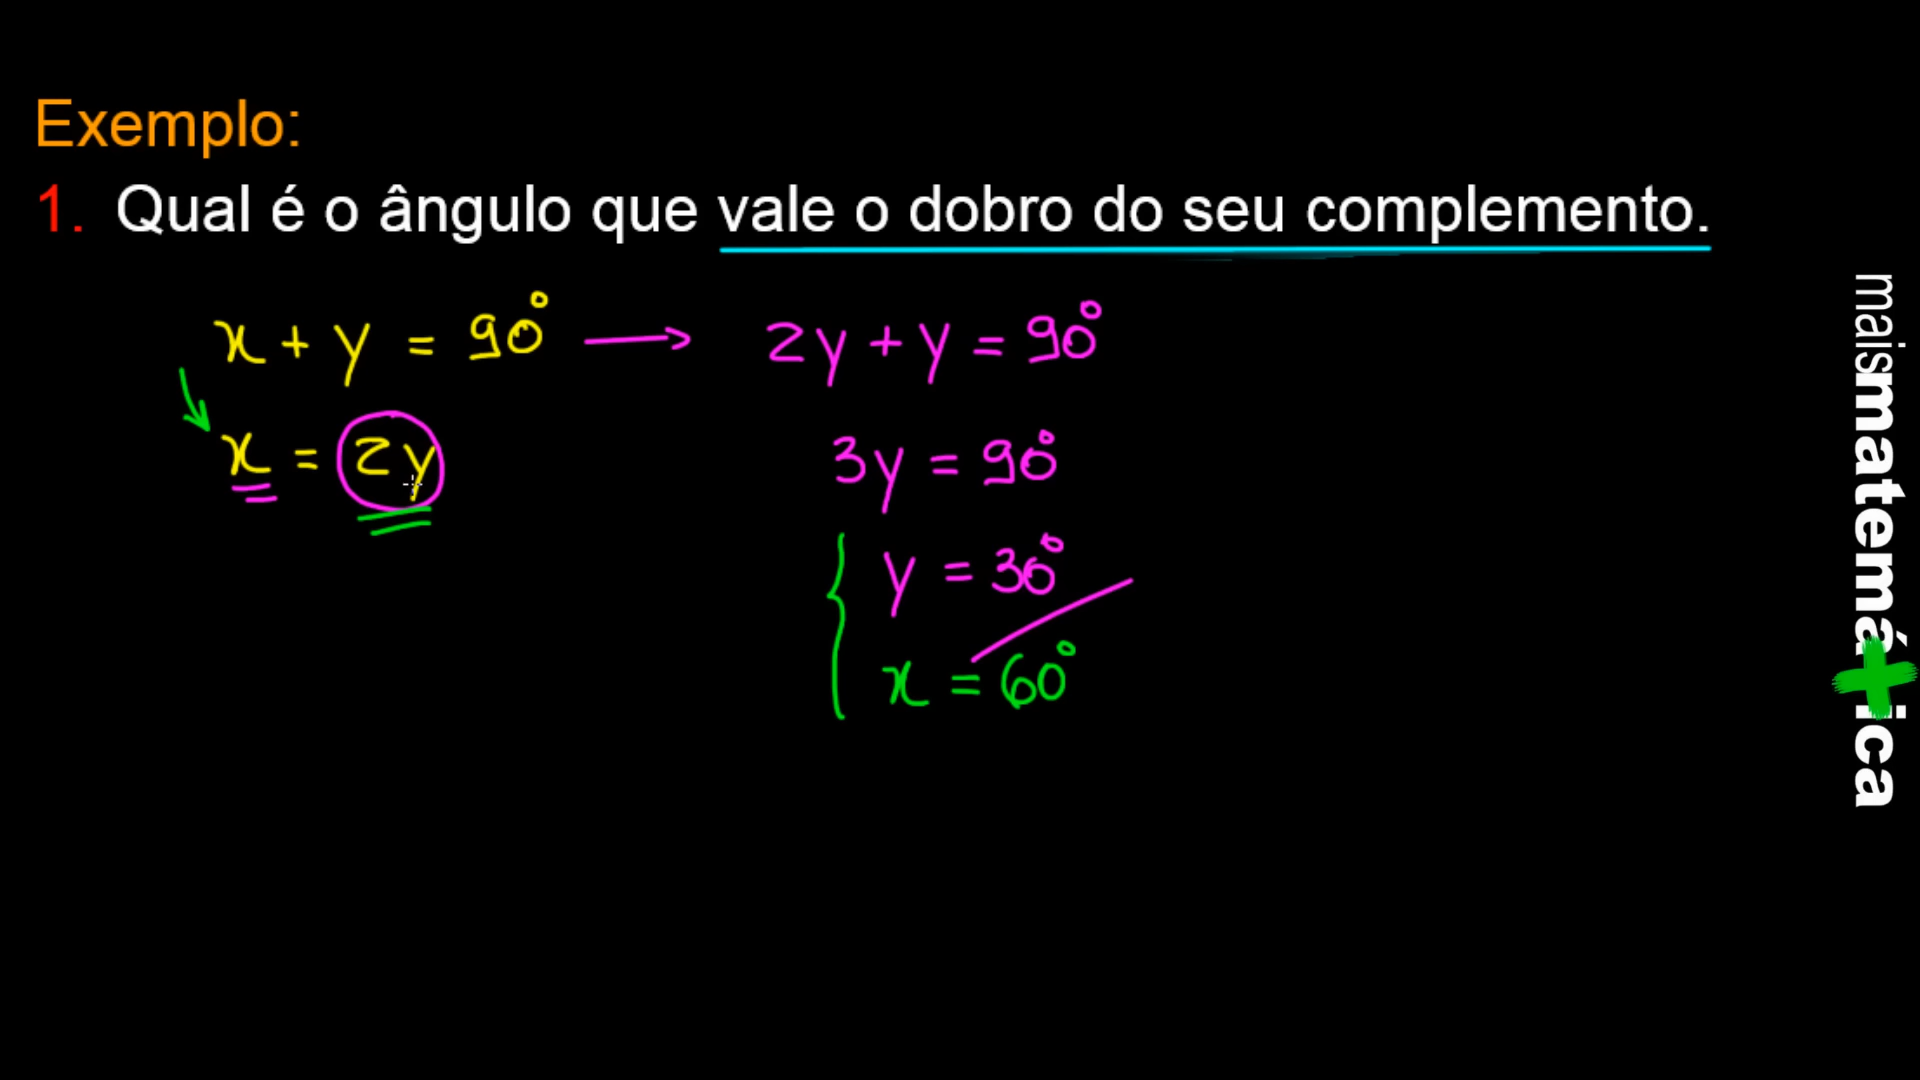 Exemplo:
1. Qual é o ângulo que vale o dobro do seu complemento.
x + y = 90° → 2y + y = 90°
x = 2y
3y = 90°
y = 30°
x = 60°
maismatemática